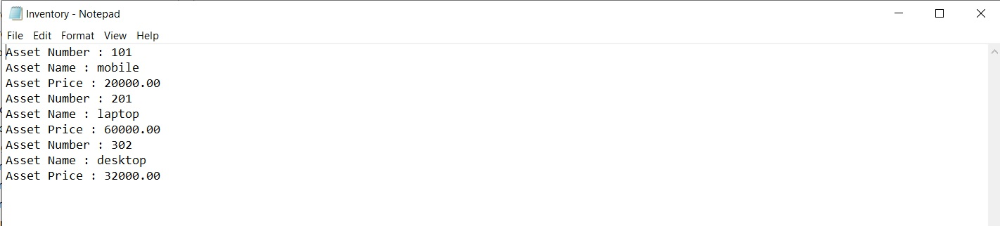 Inventory - Notepad
File Edit Format View Help
Asset Number : 101
Asset Name : mobile
Asset Price : 20000.00
Asset Number : 201
Asset Name : laptop
Asset Price : 60000.00
Asset Number : 302
Asset Name : desktop
Asset Price : 32000.00